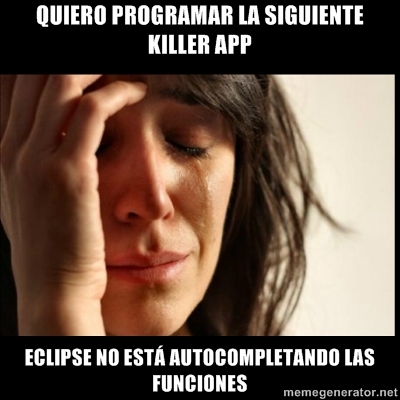 QUIERO PROGRAMAR LA SIGUIENTE
KILLER APP
ECLIPSE NO ESTÁ AUTOCOMPLETANDO LAS
FUNCIONES
memegenerator.net